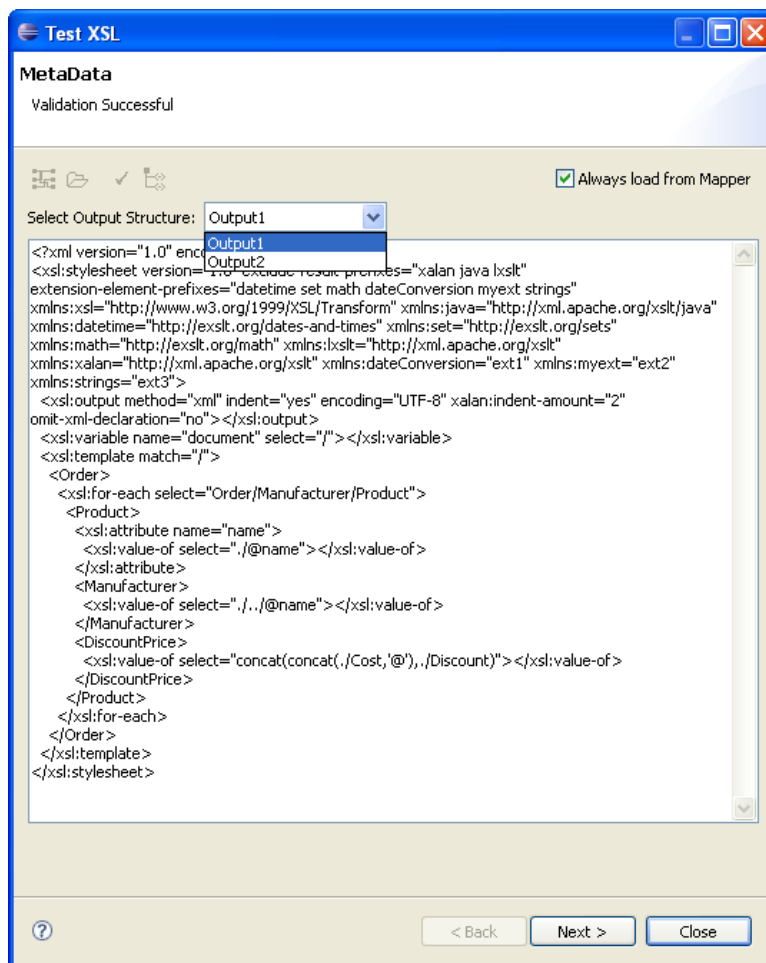 Test XSL
MetaData
Validation Successful
Always load from Mapper
Select Output Structure: Output1
Output1
Output2
<?xml version="1.0"
<xsl:stylesheet version= prefixes="xalan java lxslt"
extension-element-prefixes="datetime set math dateConversion myext strings"
xmlns:xsl="http://www.w3.org/1999/XSL/Transform" xmlns:java="http://xml.apache.org/xslt/java"
xmlns:datetime="http://exslt.org/dates-and-times" xmlns:set="http://exslt.org/sets"
xmlns:math="http://exslt.org/math" xmlns:lxslt="http://xml.apache.org/xslt"
xmlns:xalan="http://xml.apache.org/xslt" xmlns:dateConversion="ext1" xmlns:myext="ext2"
xmlns:strings="ext3">
<xsl:output method="xml" indent="yes" encoding="UTF-8" xalan:indent-amount="2"
omit-xml-declaration="no"></xsl:output>
<xsl:variable name="document" select="/"></xsl:variable>
<xsl:template match="/">
<Order>
<xsl:for-each select="Order/Manufacturer/Product">
<Product>
<xsl:attribute name="name">
<xsl:value-of select="./@name"></xsl:value-of>
</xsl:attribute>
<Manufacturer>
<xsl:value-of select="./../@name"></xsl:value-of>
</Manufacturer>
<DiscountPrice>
<xsl:value-of select="concat(concat(./Cost,'@'),./Discount)"></xsl:value-of>
</DiscountPrice>
</Product>
</xsl:for-each>
</Order>
</xsl:template>
</xsl:stylesheet>
< Back
Next >
Close